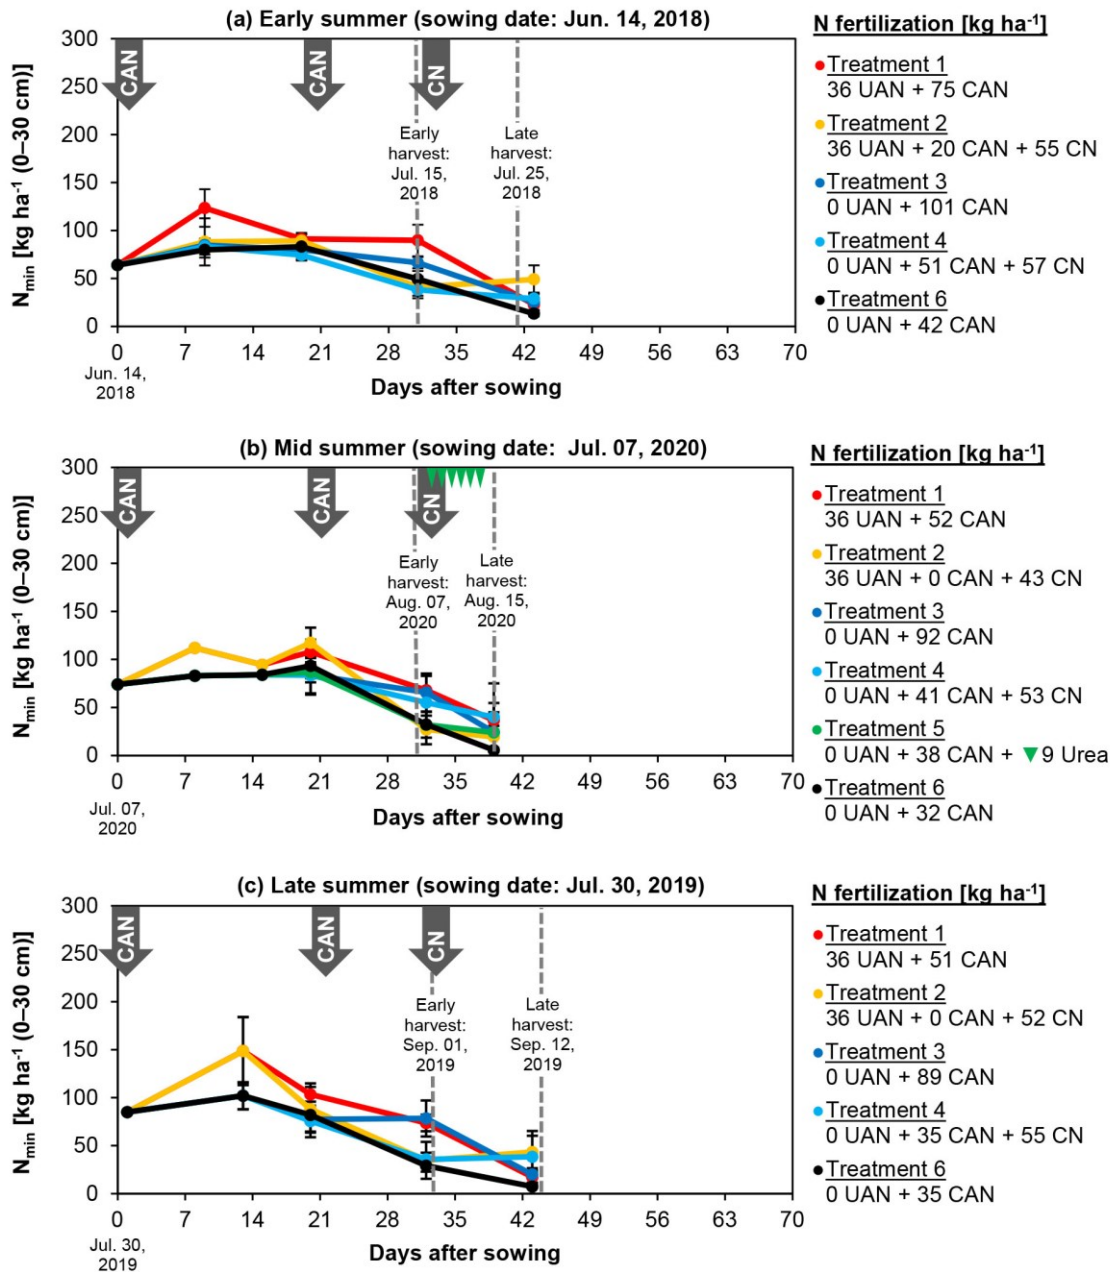 (a) Early summer (sowing date: Jun. 14, 2018)
N fertilization [kg ha⁻¹]
Nmin [kg ha⁻¹ (0–30 cm)]
300
250
200
150
100
50
0
CAN
CAN
CN
Early
harvest:
Jul. 15,
2018
Late
harvest:
Jul. 25,
2018
0 7 14 21 28 35 42 49 56 63 70
Jun. 14,
2018
Days after sowing
Treatment 1
36 UAN + 75 CAN
Treatment 2
36 UAN + 20 CAN + 55 CN
Treatment 3
0 UAN + 101 CAN
Treatment 4
0 UAN + 51 CAN + 57 CN
Treatment 6
0 UAN + 42 CAN
(b) Mid summer (sowing date: Jul. 07, 2020)
N fertilization [kg ha⁻¹]
Nmin [kg ha⁻¹ (0–30 cm)]
300
250
200
150
100
50
0
CAN
CAN
CN
Early
harvest:
Aug. 07,
2020
Late
harvest:
Aug. 15,
2020
0 7 14 21 28 35 42 49 56 63 70
Jul. 07,
2020
Days after sowing
Treatment 1
36 UAN + 52 CAN
Treatment 2
36 UAN + 0 CAN + 43 CN
Treatment 3
0 UAN + 92 CAN
Treatment 4
0 UAN + 41 CAN + 53 CN
Treatment 5
0 UAN + 38 CAN + ▼9 Urea
Treatment 6
0 UAN + 32 CAN
(c) Late summer (sowing date: Jul. 30, 2019)
N fertilization [kg ha⁻¹]
Nmin [kg ha⁻¹ (0–30 cm)]
300
250
200
150
100
50
0
CAN
CAN
CN
Early
harvest:
Sep. 01,
2019
Late
harvest:
Sep. 12,
2019
0 7 14 21 28 35 42 49 56 63 70
Jul. 30,
2019
Days after sowing
Treatment 1
36 UAN + 51 CAN
Treatment 2
36 UAN + 0 CAN + 52 CN
Treatment 3
0 UAN + 89 CAN
Treatment 4
0 UAN + 35 CAN + 55 CN
Treatment 6
0 UAN + 35 CAN